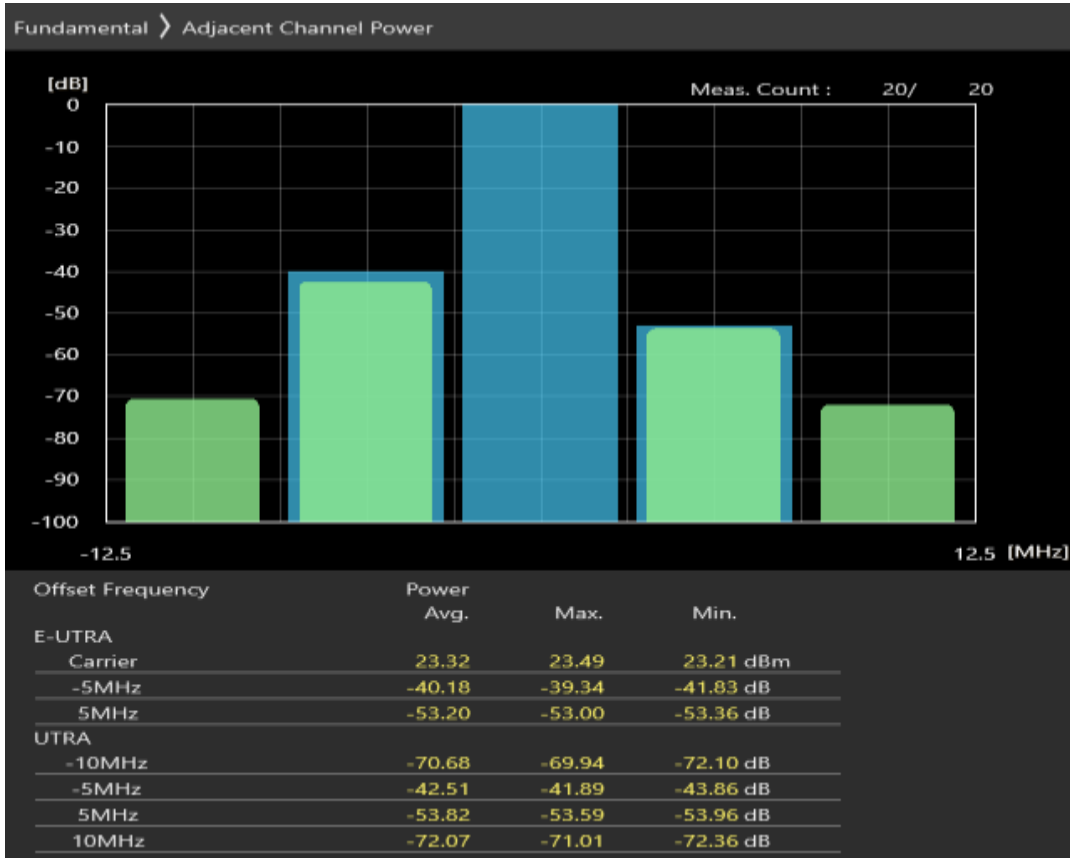 Fundamental 》 Adjacent Channel Power
[dB]
Meas. Count : 20/ 20
0
-10
-20
-30
-40
-50
-60
-70
-80
-90
-100
-12.5 12.5 [MHz]
Offset Frequency Power
Avg. Max. Min.
E-UTRA
Carrier 23.32 23.49 23.21 dBm
-5MHz -40.18 -39.34 -41.83 dB
5MHz -53.20 -53.00 -53.36 dB
UTRA
-10MHz -70.68 -69.94 -72.10 dB
-5MHz -42.51 -41.89 -43.86 dB
5MHz -53.82 -53.59 -53.96 dB
10MHz -72.07 -71.01 -72.36 dB